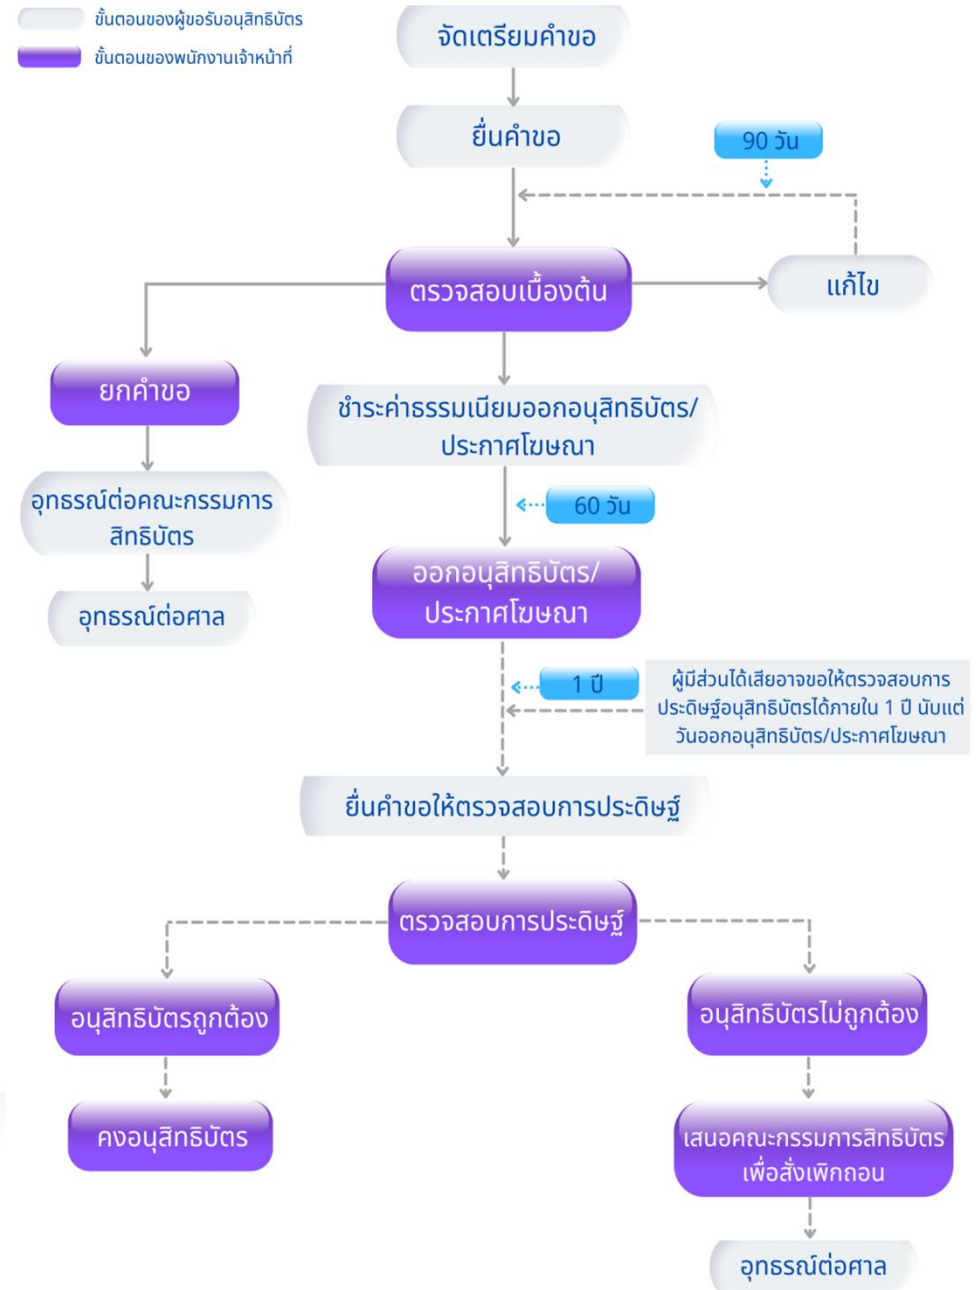 ขั้นตอนของผู้ขอรับอนุสิทธิบัตร
ขั้นตอนของพนักงานเจ้าหน้าที่
จัดเตรียมคำขอ
ยื่นคำขอ
90 วัน
ตรวจสอบเบื้องต้น
แก้ไข
ยกคำขอ
ชำระค่าธรรมเนียมออกอนุสิทธิบัตร/
ประกาศโฆษณา
อุทธรณ์ต่อคณะกรรมการ
สิทธิบัตร
60 วัน
ออกอนุสิทธิบัตร/
ประกาศโฆษณา
อุทธรณ์ต่อศาล
1 ปี
ผู้มีส่วนได้เสียอาจขอให้ตรวจสอบการ
ประดิษฐ์อนุสิทธิบัตรได้ภายใน 1 ปี นับแต่
วันออกอนุสิทธิบัตร/ประกาศโฆษณา
ยื่นคำขอให้ตรวจสอบการประดิษฐ์
ตรวจสอบการประดิษฐ์
อนุสิทธิบัตรถูกต้อง
อนุสิทธิบัตรไม่ถูกต้อง
คงอนุสิทธิบัตร
เสนอคณะกรรมการสิทธิบัตร
เพื่อสั่งเพิกถอน
อุทธรณ์ต่อศาล